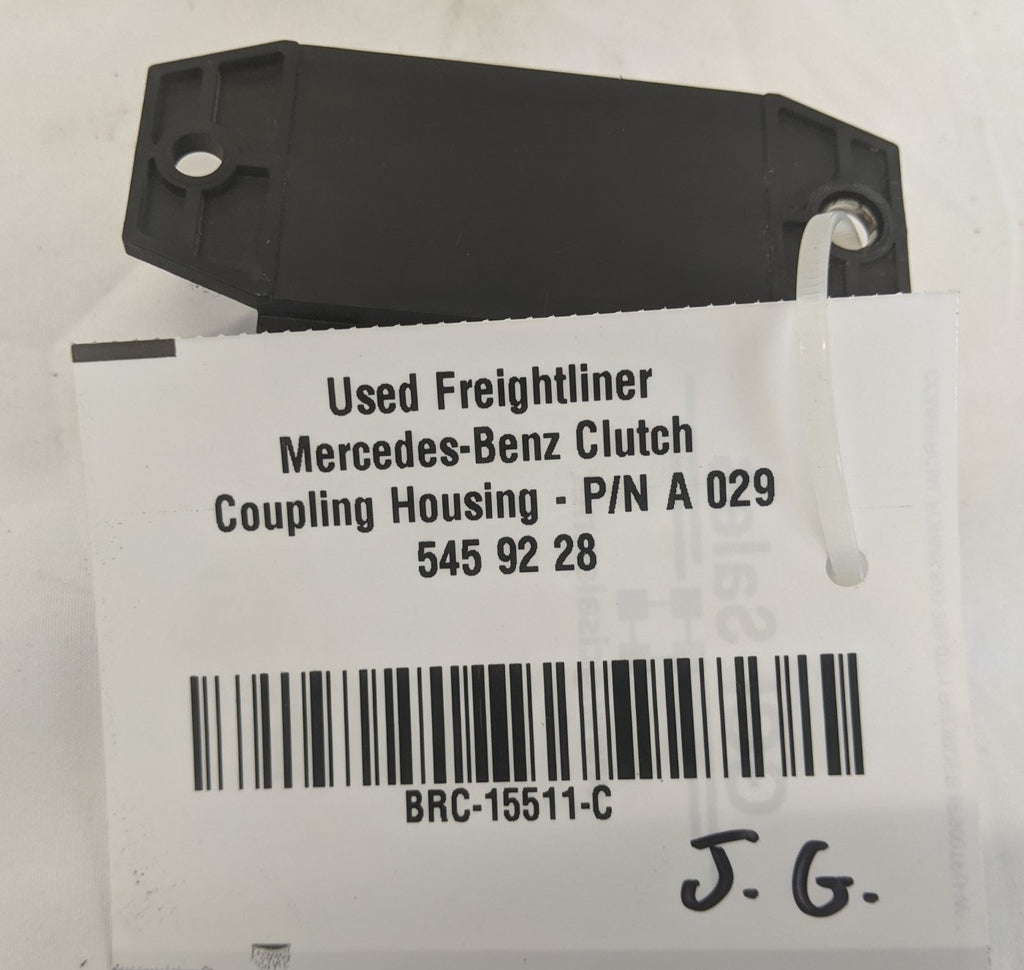 Used Freightliner
Mercedes-Benz Clutch
Coupling Housing - P/N A 029
545 92 28
BRC-15511-C
J. G.